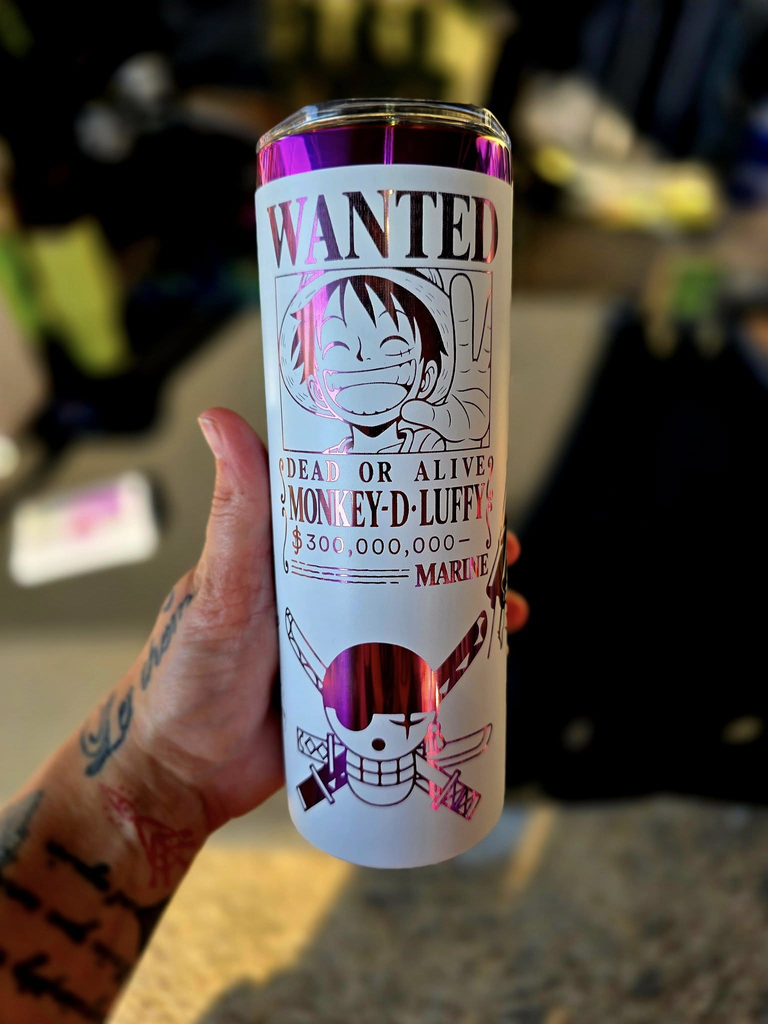 WANTED
DEAD OR ALIVE
MONKEY-D·LUFFY
$300,000,000-
MARINE